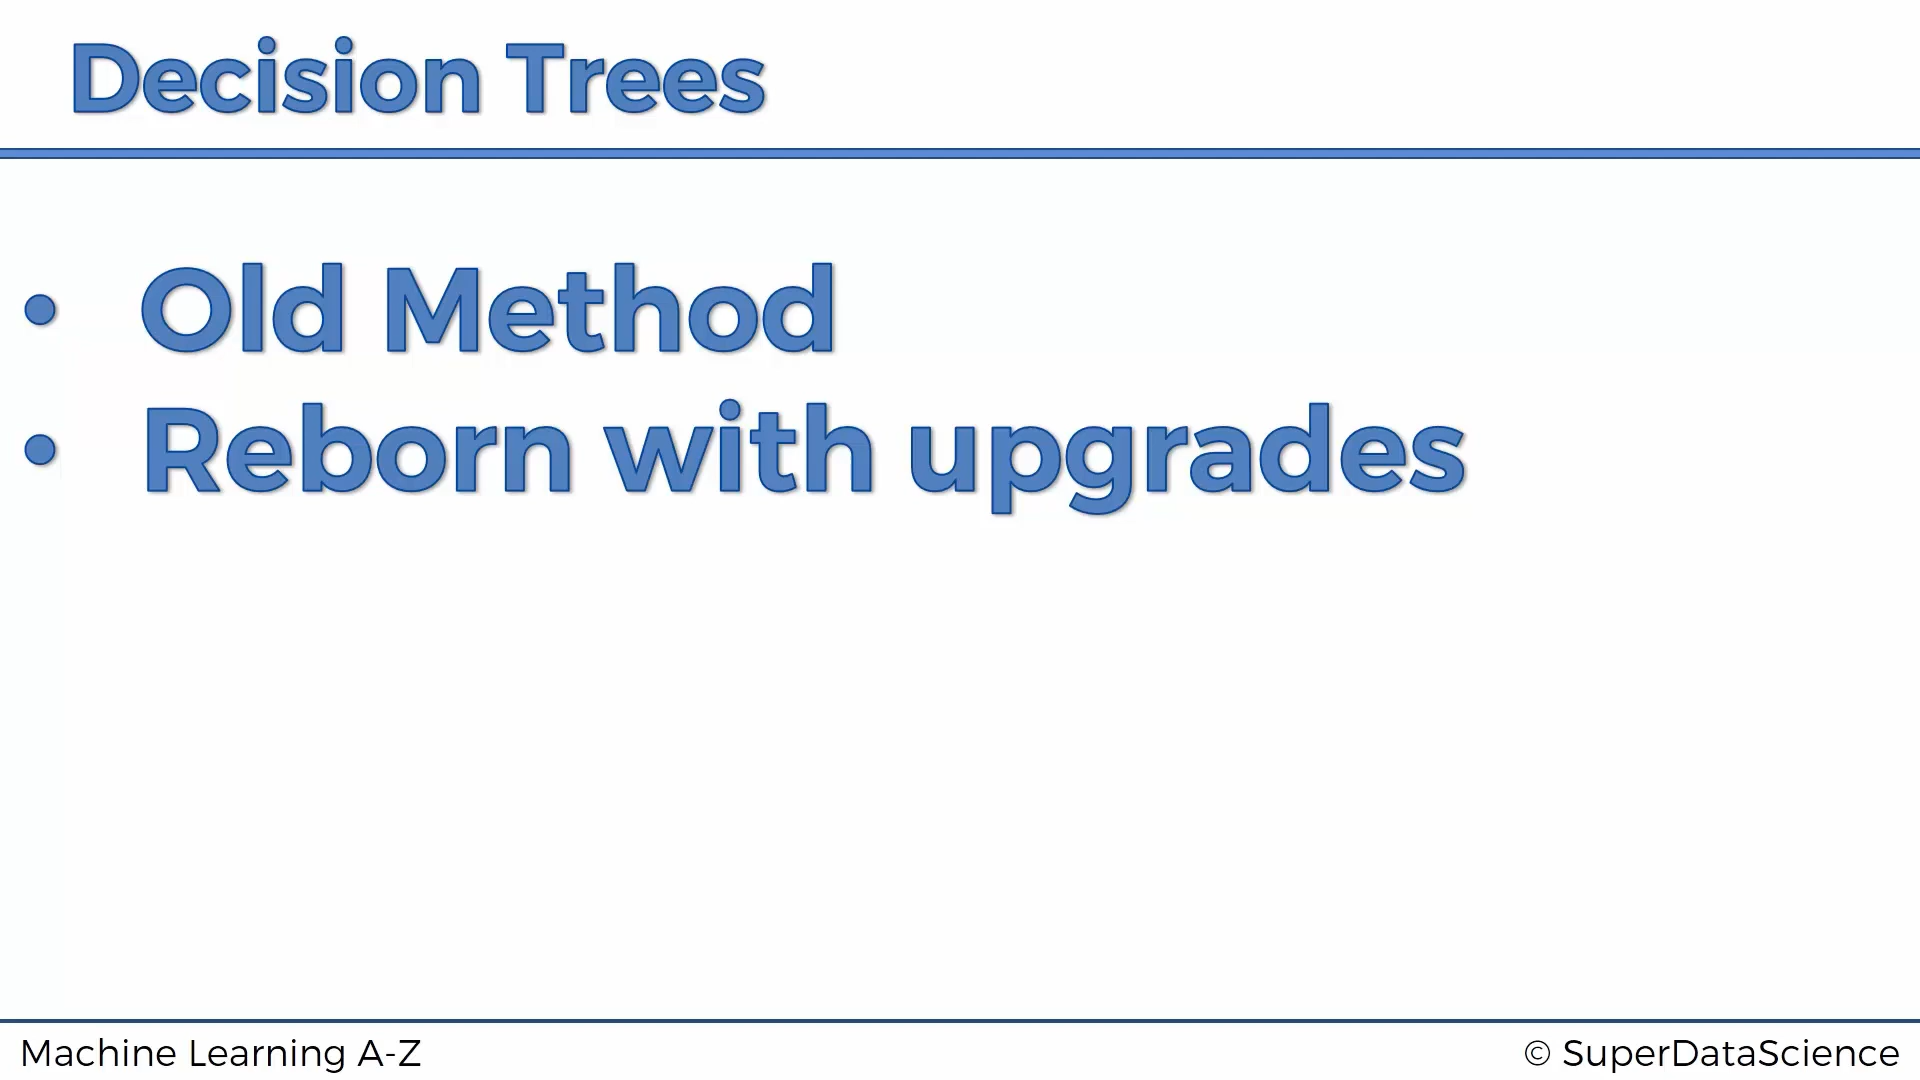 Decision Trees
• Old Method
• Reborn with upgrades
Machine Learning A-Z
© SuperDataScience